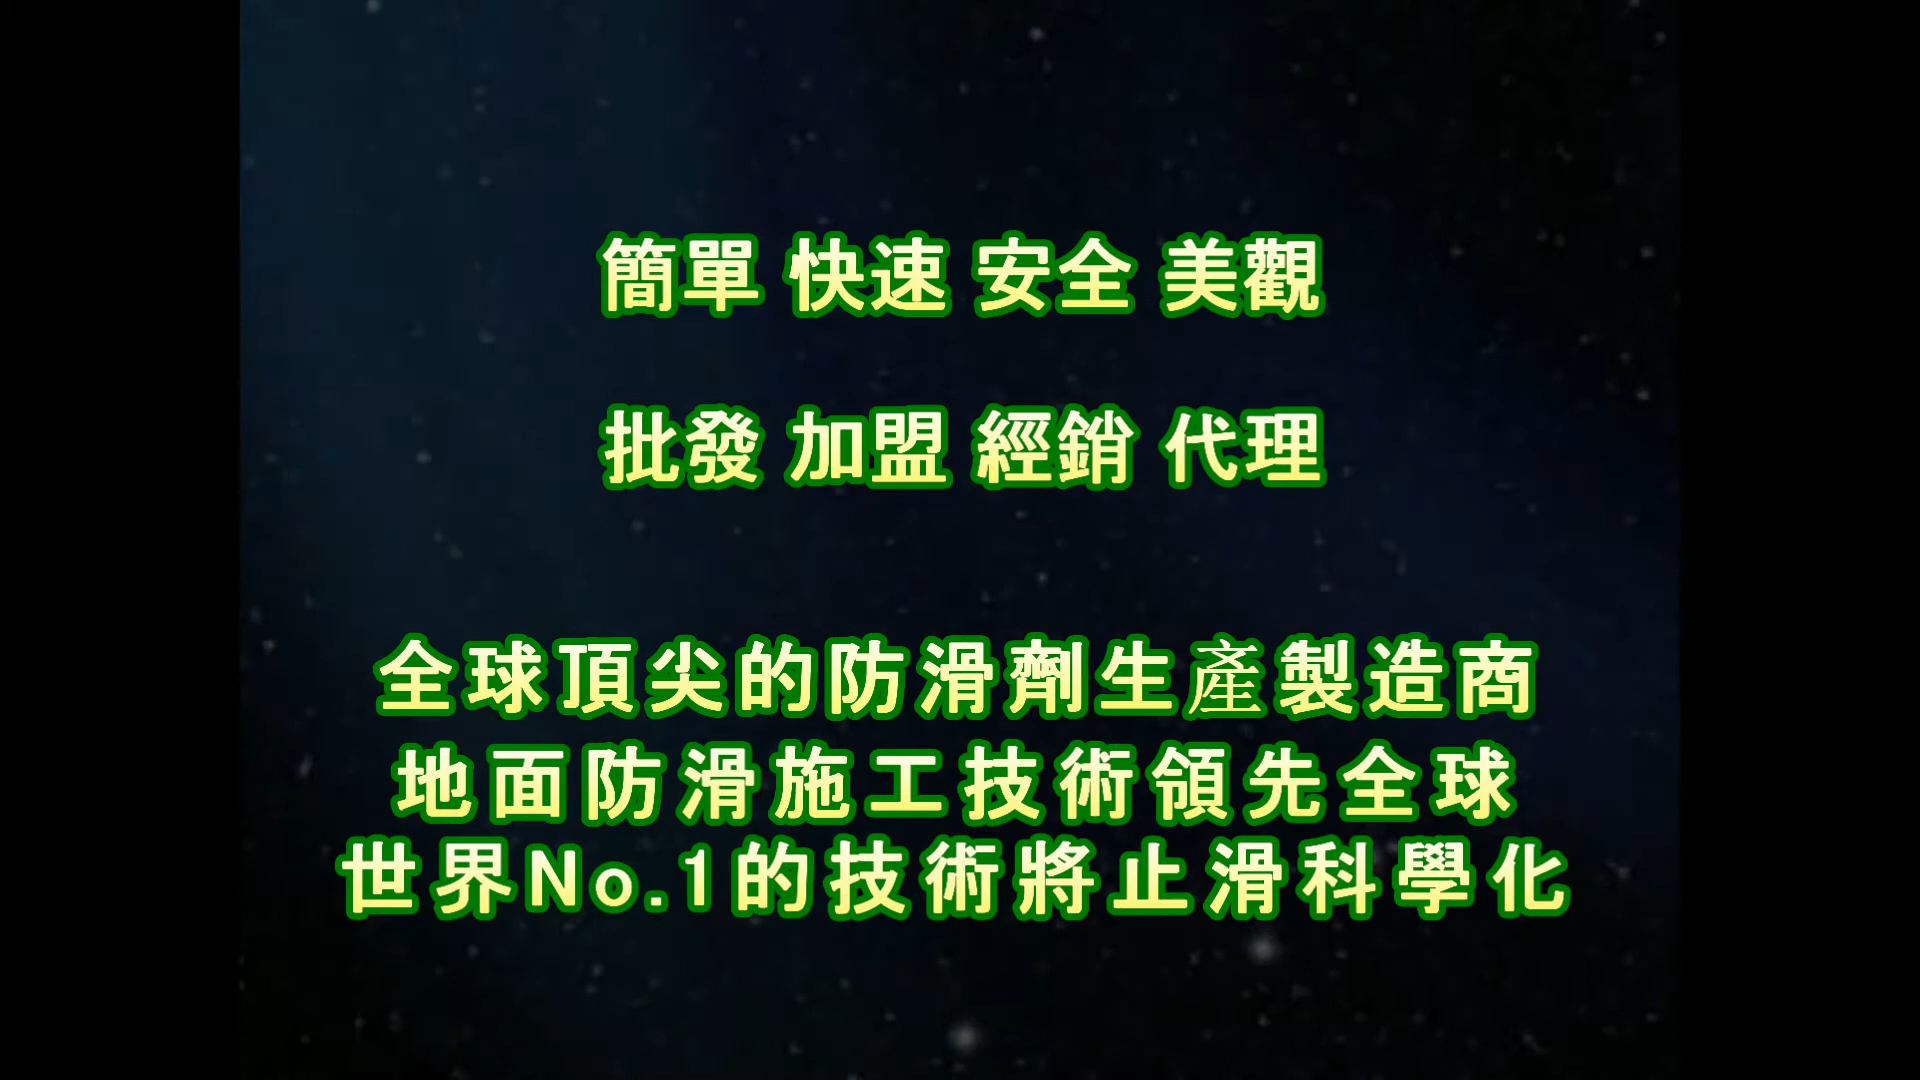 簡單 快速 安全 美觀
批發 加盟 經銷 代理
全球頂尖的防滑劑生產製造商
地面防滑施工技術領先全球
世界No.1的技術將止滑科學化